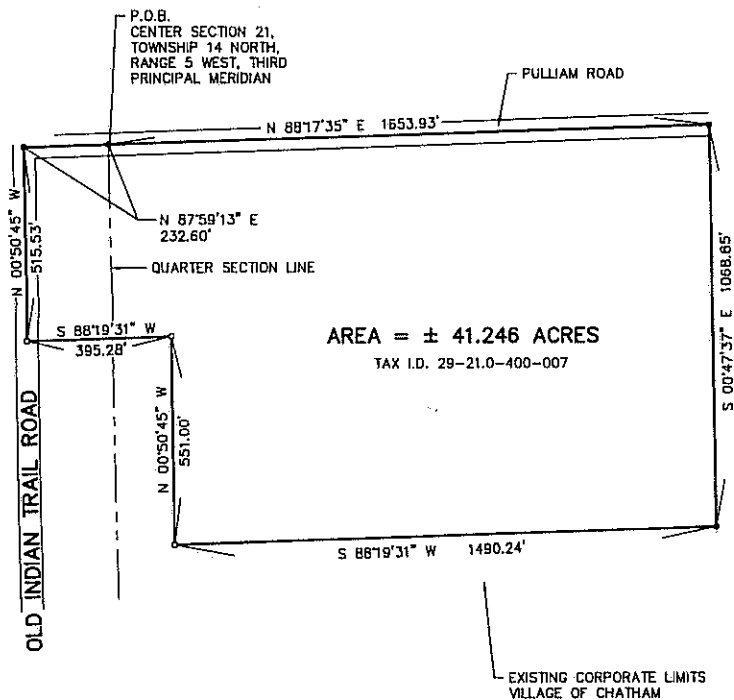 P.O.B.
CENTER SECTION 21,
TOWNSHIP 14 NORTH,
RANGE 5 WEST, THIRD
PRINCIPAL MERIDIAN
PULLIAM ROAD
N 88°17'35" E 1653.93'
N 00°50'45" W
515.53'
N 87°59'13" E
232.60'
QUARTER SECTION LINE
S 88°19'31" W
395.28'
AREA = ± 41.246 ACRES
TAX I.D. 29-21.0-400-007
S 00°47'37" E 1068.85'
N 00°50'45" W
551.00'
OLD INDIAN TRAIL ROAD
S 88°19'31" W 1490.24'
EXISTING CORPORATE LIMITS
VILLAGE OF CHATHAM